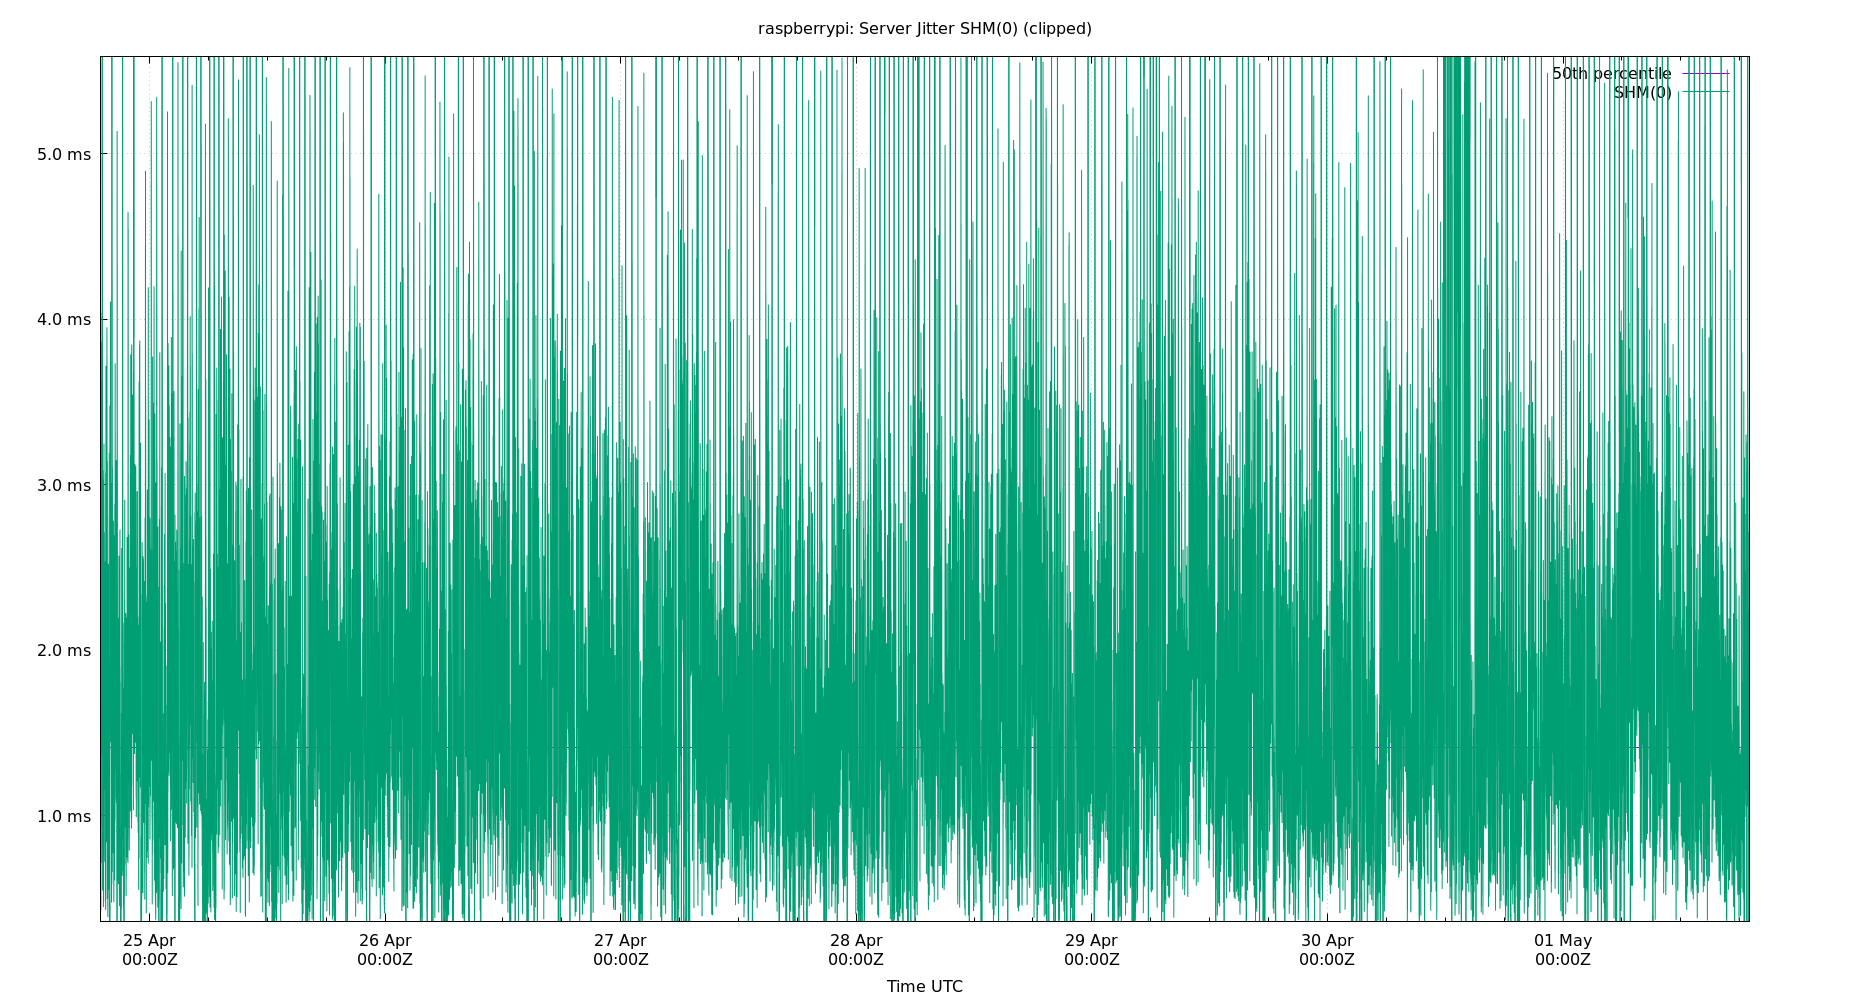 raspberrypi: Server Jitter SHM(0) (clipped)
50th percentile
SHM(0)
5.0 ms
4.0 ms
3.0 ms
2.0 ms
1.0 ms
25 Apr 26 Apr 27 Apr 28 Apr 29 Apr 30 Apr 01 May
00:00Z 00:00Z 00:00Z 00:00Z 00:00Z 00:00Z 00:00Z
Time UTC